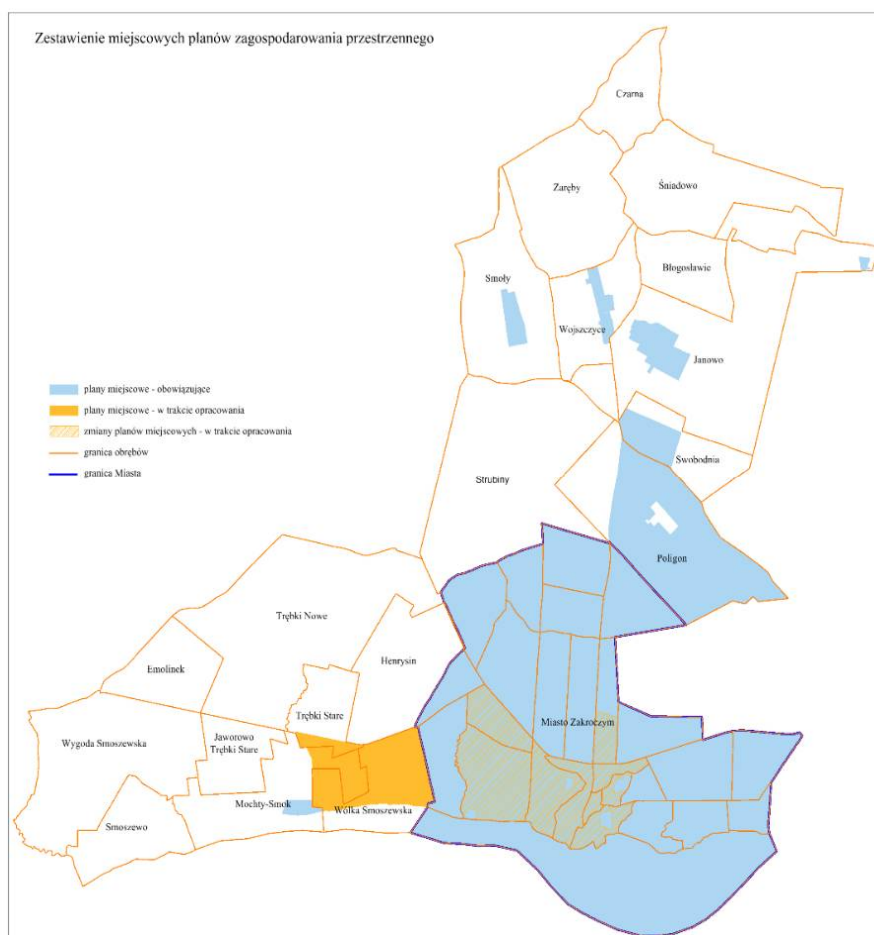 Zestawienie miejscowych planów zagospodarowania przestrzennego
Czarna
Zaręby
Śniadowo
Błogosławie
Smoły
Wojszczyce
Janowo
plany miejscowe - obowiązujące
plany miejscowe - w trakcie opracowania
zmiany planów miejscowych - w trakcie opracowania
granica obrębów
granica Miasta
Swobodnia
Strubiny
Poligon
Trębki Nowe
Henrysin
Emolinek
Trębki Stare
Miasto Zakroczym
Wygoda Smoszewska
Jaworowo
Trębki Stare
Mochty-Smok
Wólka Smoszewska
Smoszewo